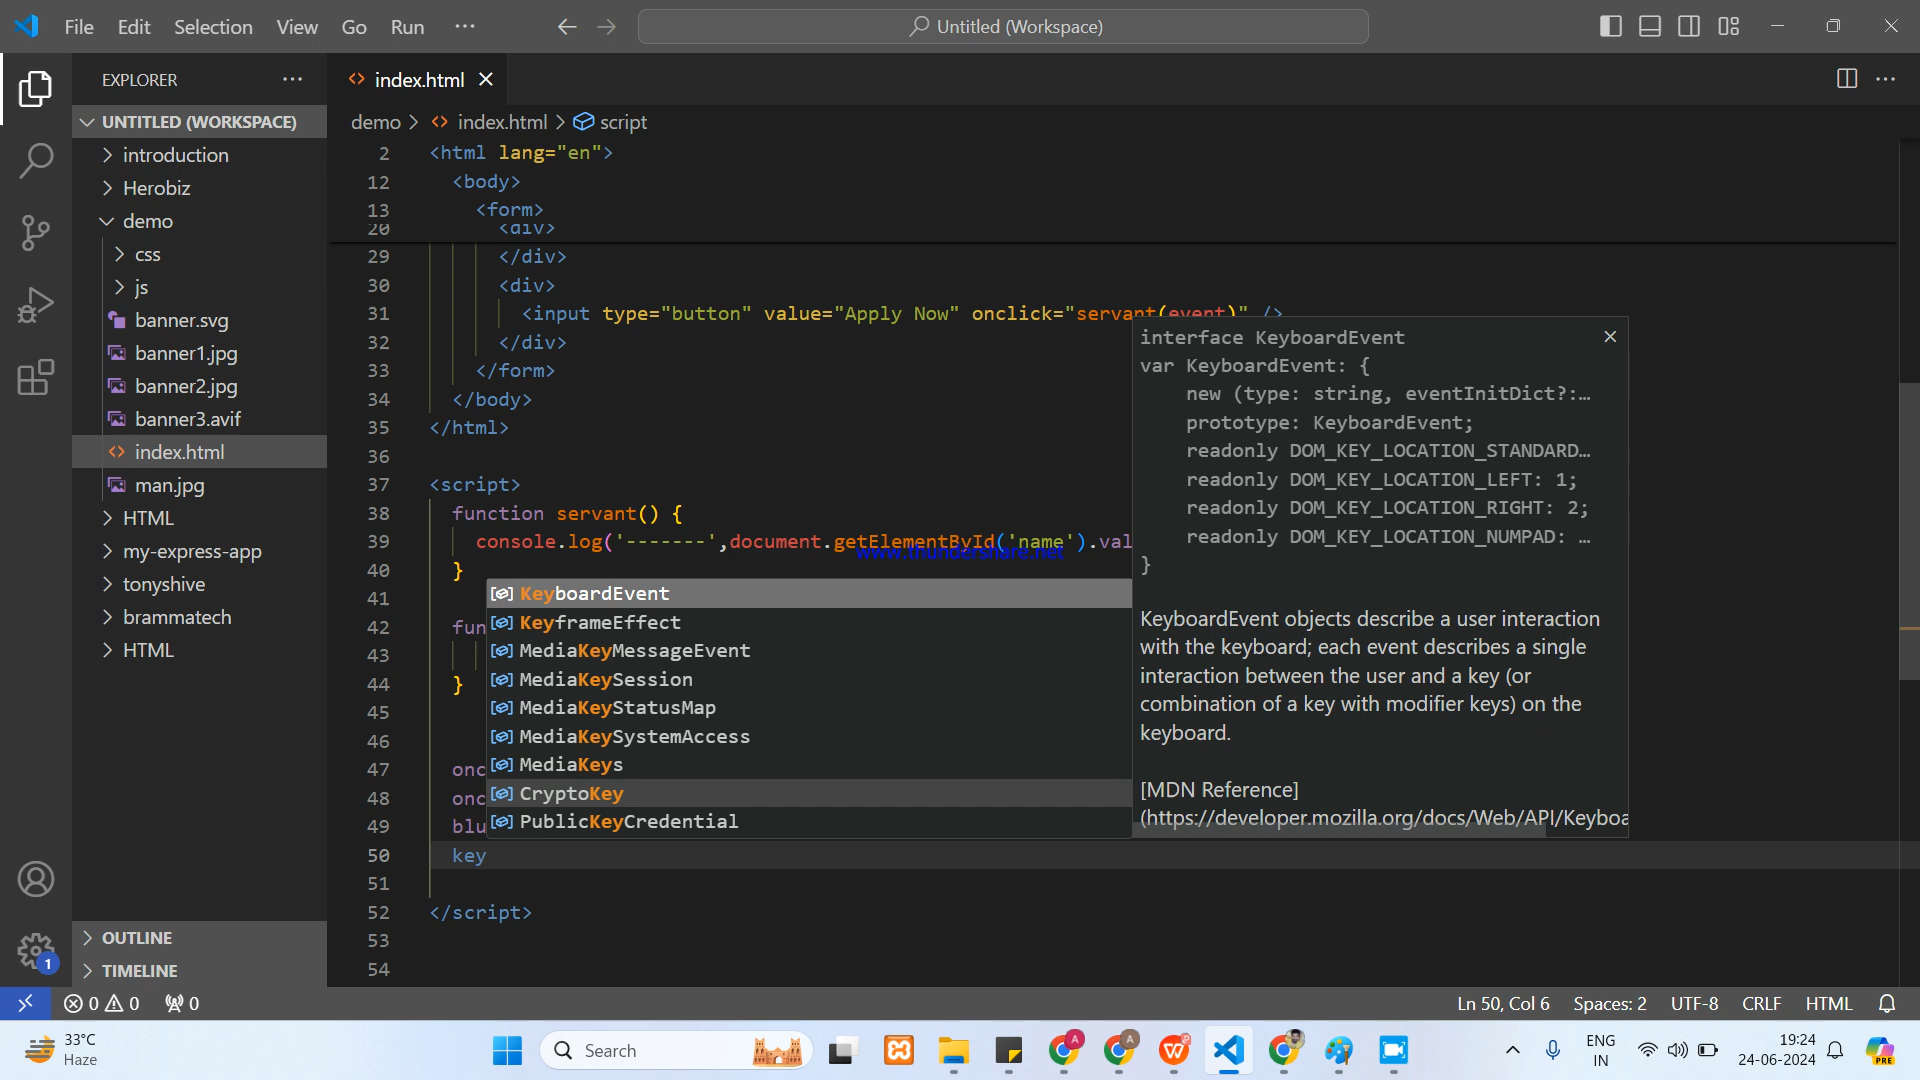 File Edit Selection View Go Run ···
Untitled (Workspace)
EXPLORER
UNTITLED (WORKSPACE)
introduction
Herobiz
demo
css
js
banner.svg
banner1.jpg
banner2.jpg
banner3.avif
index.html
man.jpg
HTML
my-express-app
tonyshive
brammatech
HTML
OUTLINE
TIMELINE
1
index.html
demo > index.html > script
2 <html lang="en">
12 <body>
13 <form>
20 <div>
29 </div>
30 <div>
31 <input type="button" value="Apply Now" onclick="servant(event)" />
32 </div>
33 </form>
34 </body>
35 </html>
36
37 <script>
38 function servant() {
39 console.log('-------',document.getElementById('name').val
www.thundershare.net
40 }
41
42 fun
43
44 }
45
46
47 onc
48 onc
49 blu
50 key
51
52 </script>
53
54
KeyboardEvent
KeyframeEffect
MediaKeyMessageEvent
MediaKeySession
MediaKeyStatusMap
MediaKeySystemAccess
MediaKeys
CryptoKey
PublicKeyCredential
interface KeyboardEvent
var KeyboardEvent: {
new (type: string, eventInitDict?:…
prototype: KeyboardEvent;
readonly DOM_KEY_LOCATION_STANDARD…
readonly DOM_KEY_LOCATION_LEFT: 1;
readonly DOM_KEY_LOCATION_RIGHT: 2;
readonly DOM_KEY_LOCATION_NUMPAD: …
}
KeyboardEvent objects describe a user interaction
with the keyboard; each event describes a single
interaction between the user and a key (or
combination of a key with modifier keys) on the
keyboard.
[MDN Reference]
(https://developer.mozilla.org/docs/Web/API/Keyboa
0 0 0
Ln 50, Col 6 Spaces: 2 UTF-8 CRLF HTML
33°C
Haze
Search
A A
ENG
IN
19:24
24-06-2024
PRE